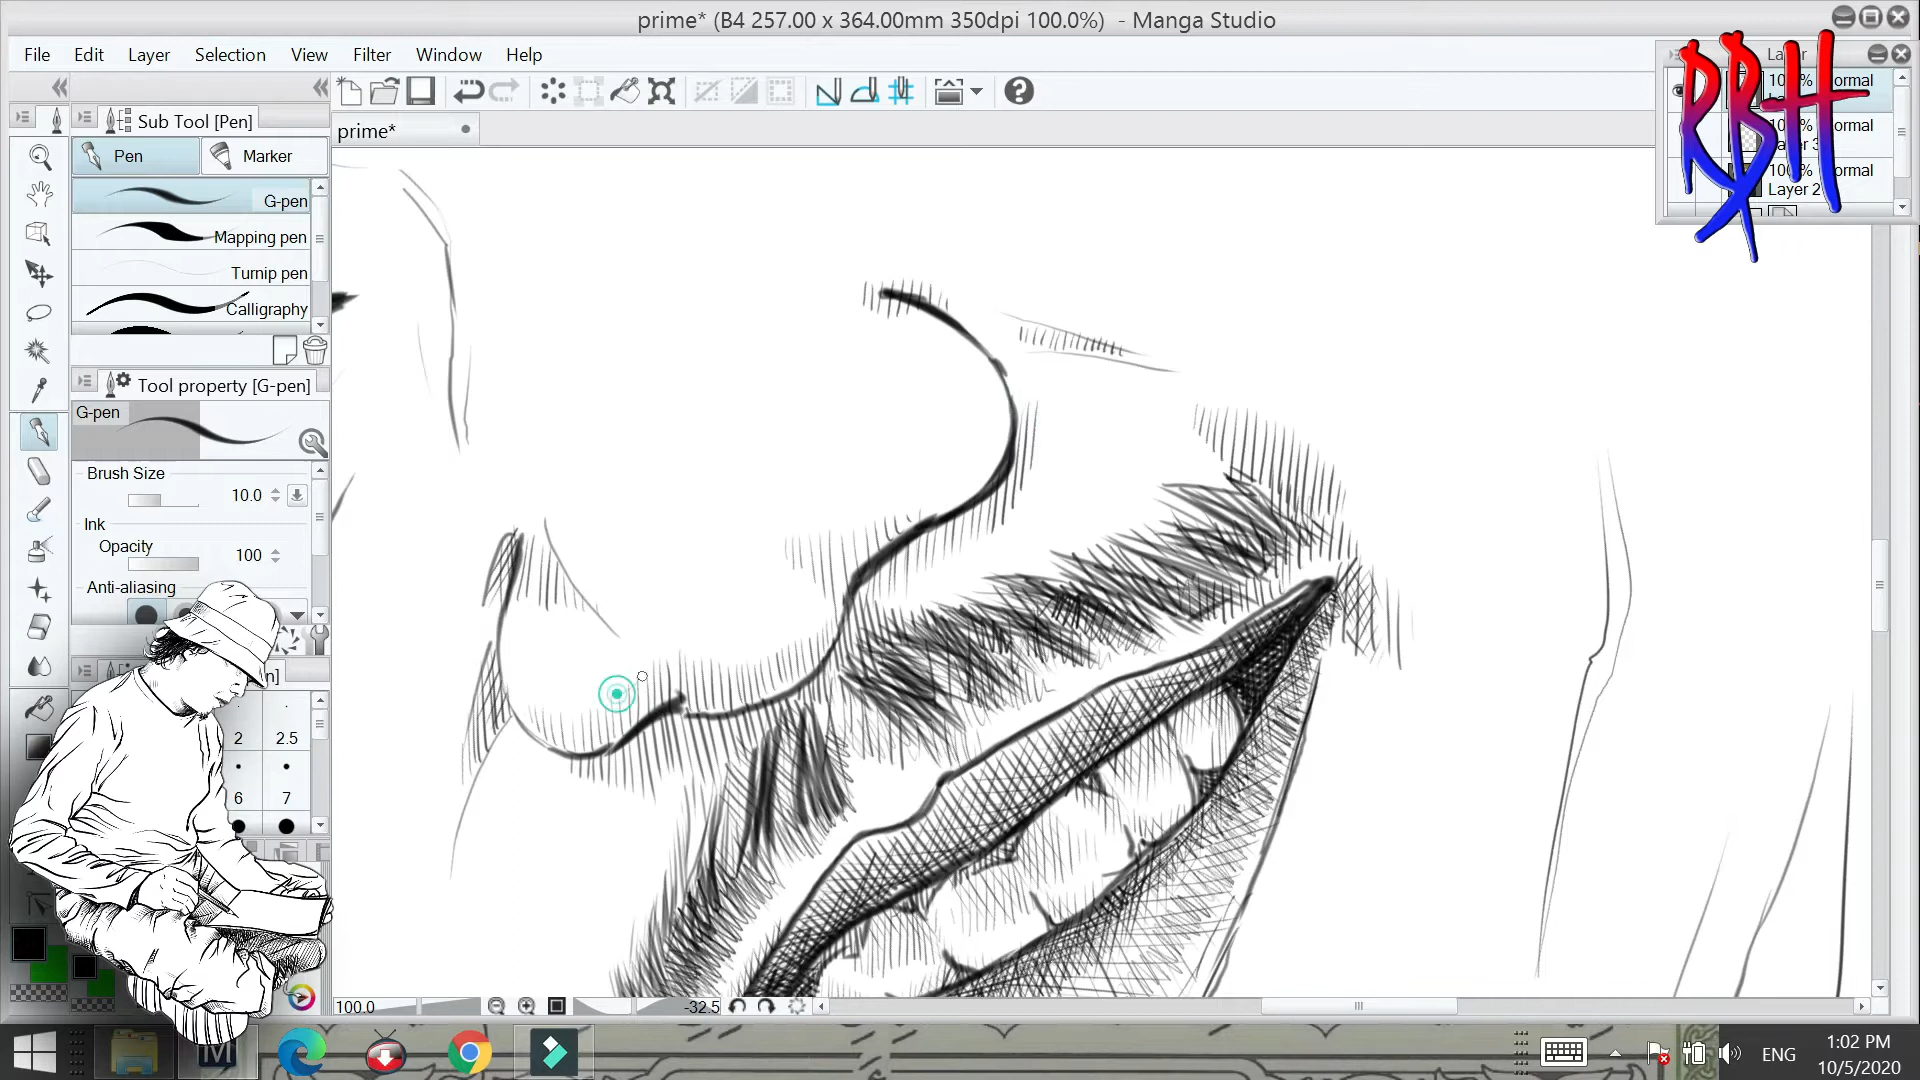 prime* (B4 257.00 x 364.00mm 350dpi 100.0%) - Manga Studio
File Edit Layer Selection View Filter Window Help
Sub Tool [Pen]
prime*
Pen
Marker
G-pen
Mapping pen
Turnip pen
Calligraphy
Tool property [G-pen]
G-pen
Brush Size
10.0
Ink
Opacity
100
Anti-aliasing
2 2.5
6 7
RBH
Layer 2
100.0
-32.5
ENG
1:02 PM
10/5/2020